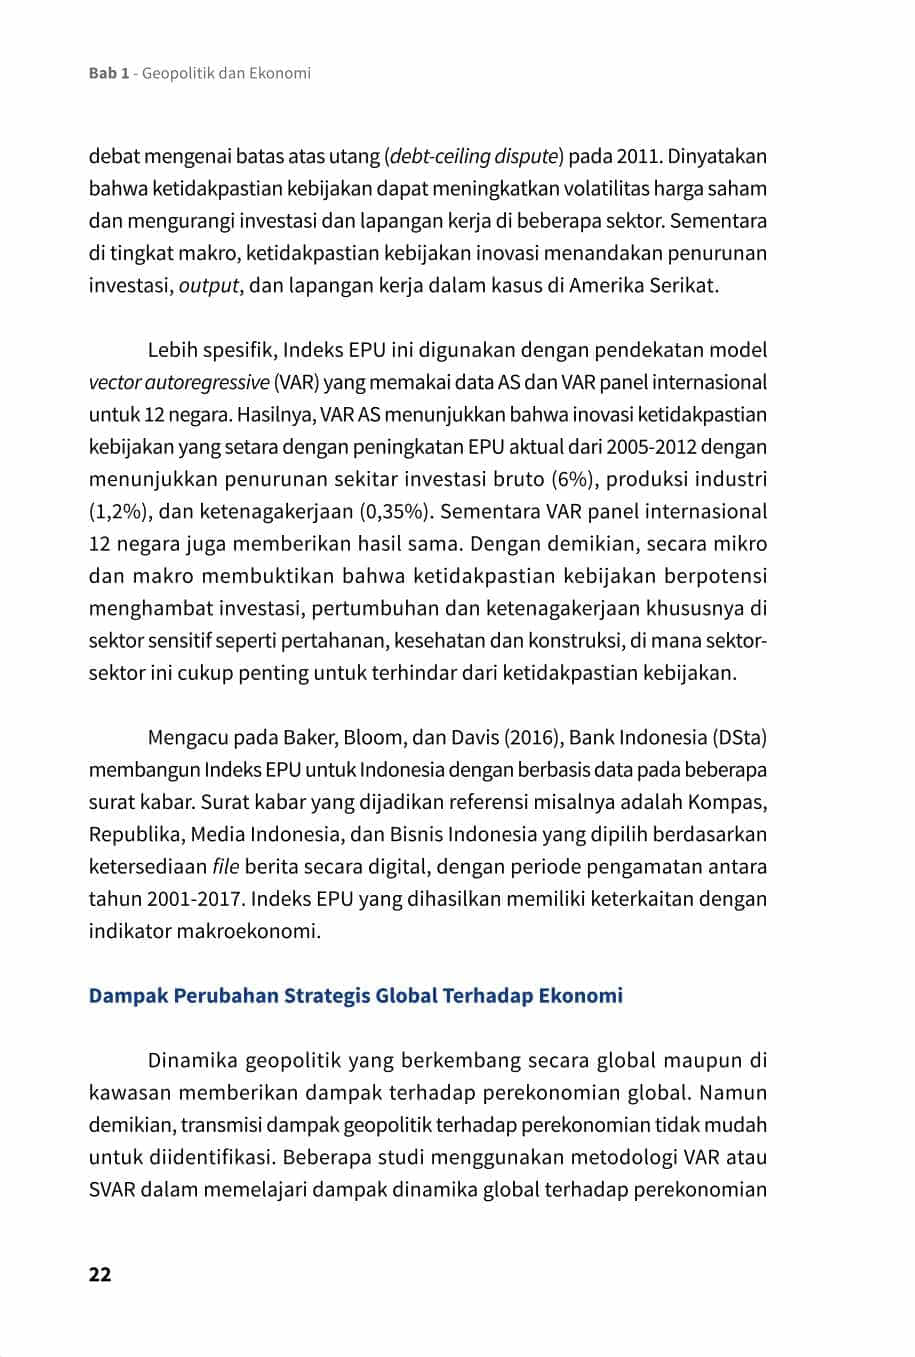 Bab 1 - Geopolitik dan Ekonomi
debat mengenai batas atas utang (debt-ceiling dispute) pada 2011. Dinyatakan
bahwa ketidakpastian kebijakan dapat meningkatkan volatilitas harga saham
dan mengurangi investasi dan lapangan kerja di beberapa sektor. Sementara
di tingkat makro, ketidakpastian kebijakan inovasi menandakan penurunan
investasi, output, dan lapangan kerja dalam kasus di Amerika Serikat.
Lebih spesifik, Indeks EPU ini digunakan dengan pendekatan model
vector autoregressive (VAR) yang memakai data AS dan VAR panel internasional
untuk 12 negara. Hasilnya, VAR AS menunjukkan bahwa inovasi ketidakpastian
kebijakan yang setara dengan peningkatan EPU aktual dari 2005-2012 dengan
menunjukkan penurunan sekitar investasi bruto (6%), produksi industri
(1,2%), dan ketenagakerjaan (0,35%). Sementara VAR panel internasional
12 negara juga memberikan hasil sama. Dengan demikian, secara mikro
dan makro membuktikan bahwa ketidakpastian kebijakan berpotensi
menghambat investasi, pertumbuhan dan ketenagakerjaan khususnya di
sektor sensitif seperti pertahanan, kesehatan dan konstruksi, di mana sektor-
sektor ini cukup penting untuk terhindar dari ketidakpastian kebijakan.
Mengacu pada Baker, Bloom, dan Davis (2016), Bank Indonesia (DSta)
membangun Indeks EPU untuk Indonesia dengan berbasis data pada beberapa
surat kabar. Surat kabar yang dijadikan referensi misalnya adalah Kompas,
Republika, Media Indonesia, dan Bisnis Indonesia yang dipilih berdasarkan
ketersediaan file berita secara digital, dengan periode pengamatan antara
tahun 2001-2017. Indeks EPU yang dihasilkan memiliki keterkaitan dengan
indikator makroekonomi.
Dampak Perubahan Strategis Global Terhadap Ekonomi
Dinamika geopolitik yang berkembang secara global maupun di
kawasan memberikan dampak terhadap perekonomian global. Namun
demikian, transmisi dampak geopolitik terhadap perekonomian tidak mudah
untuk diidentifikasi. Beberapa studi menggunakan metodologi VAR atau
SVAR dalam memelajari dampak dinamika global terhadap perekonomian
22